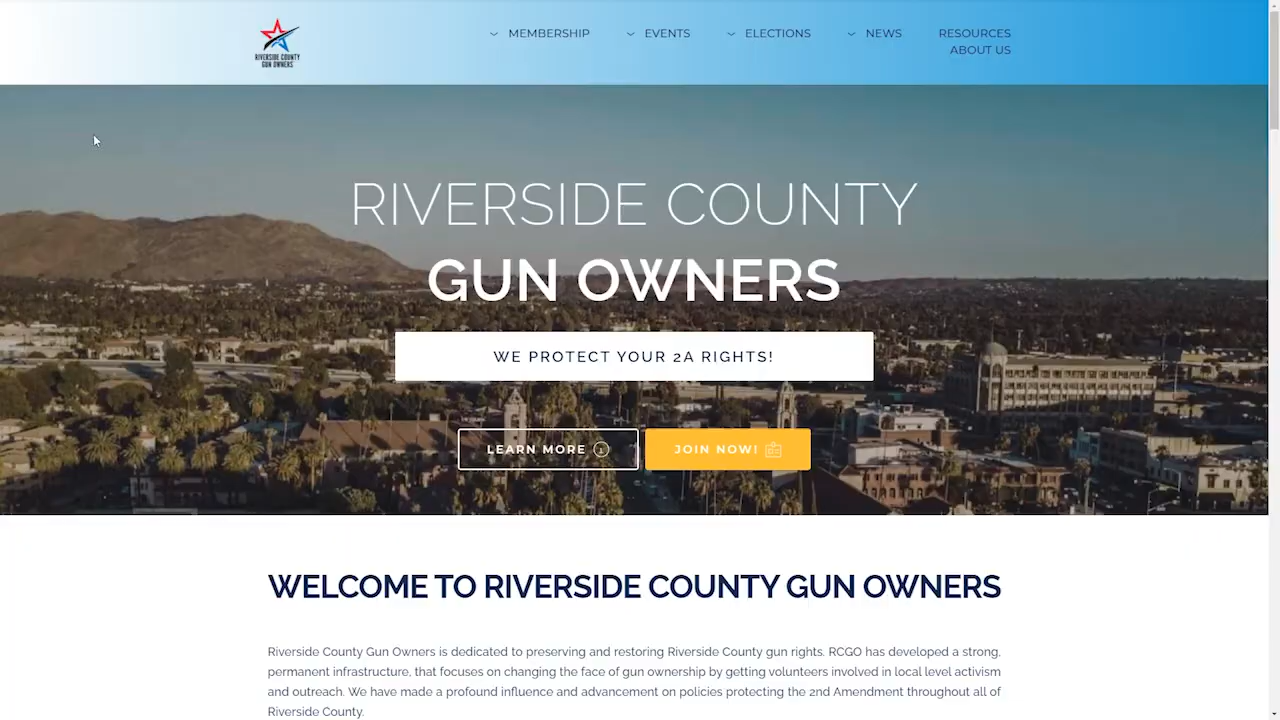 RIVERSIDE COUNTY
GUN OWNERS
MEMBERSHIP
EVENTS
ELECTIONS
NEWS
RESOURCES
ABOUT US
RIVERSIDE COUNTY
GUN OWNERS
WE PROTECT YOUR 2A RIGHTS!
LEARN MORE
JOIN NOW!
WELCOME TO RIVERSIDE COUNTY GUN OWNERS
Riverside County Gun Owners is dedicated to preserving and restoring Riverside County gun rights. RCGO has developed a strong,
permanent infrastructure, that focuses on changing the face of gun ownership by getting volunteers involved in local level activism
and outreach. We have made a profound influence and advancement on policies protecting the 2nd Amendment throughout all of
Riverside County.